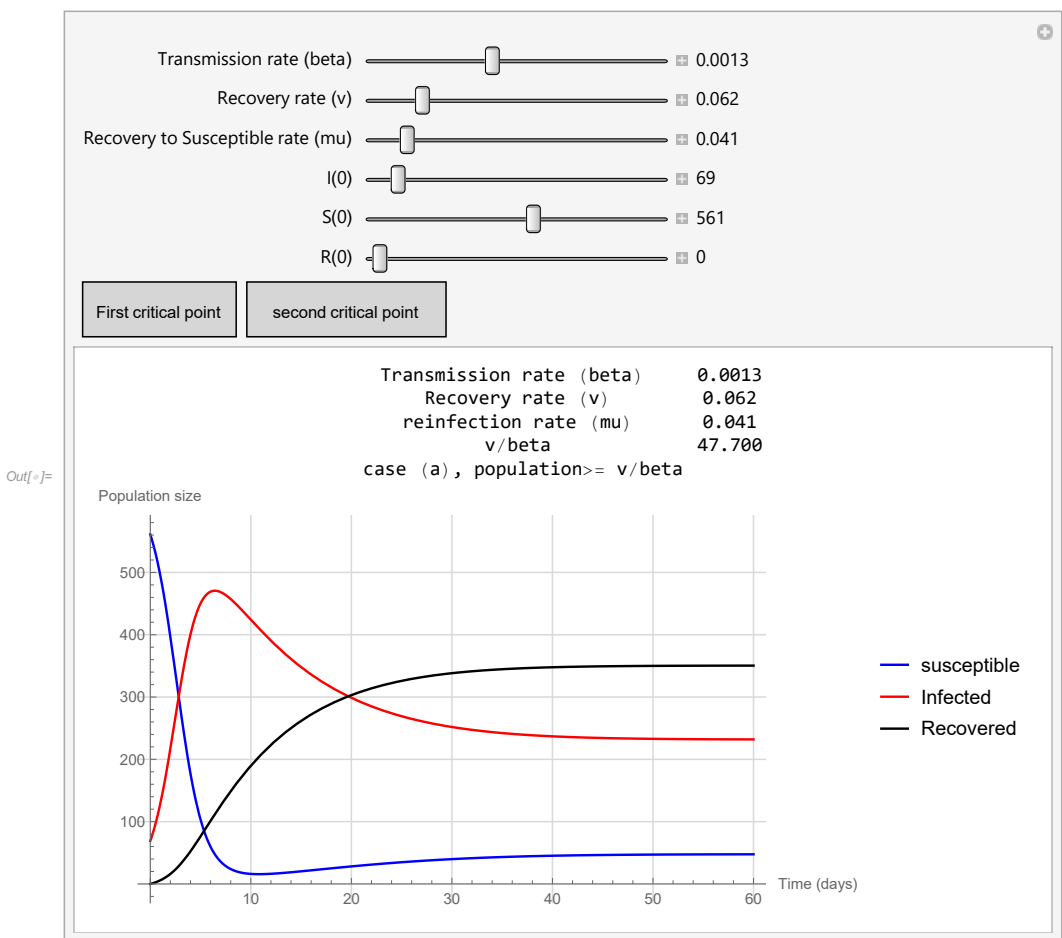 Transmission rate (beta) 0.0013
Recovery rate (v) 0.062
Recovery to Susceptible rate (mu) 0.041
I(0) 69
S(0) 561
R(0) 0
First critical point second critical point
Transmission rate (beta) 0.0013
Recovery rate (v) 0.062
reinfection rate (mu) 0.041
v/beta 47.700
case (a), population>= v/beta
Out[•]=
Population size
500
400
300
200
100
10 20 30 40 50 60
Time (days)
susceptible
Infected
Recovered